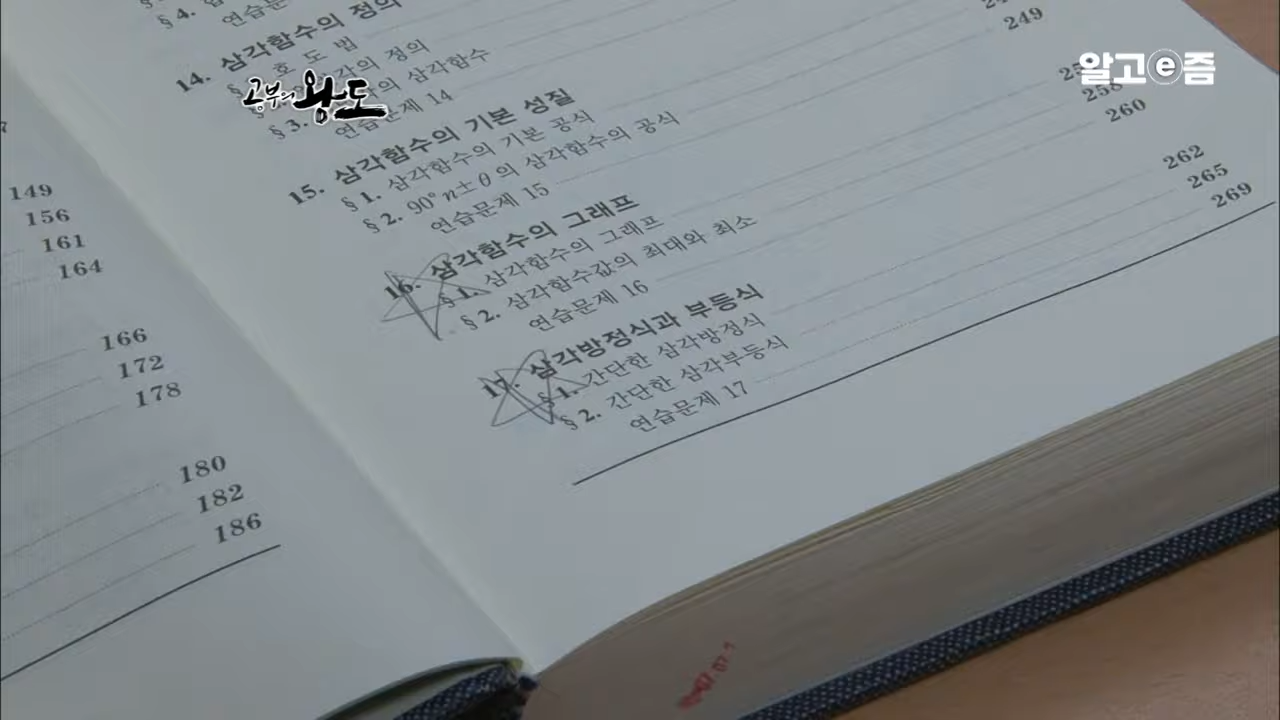 149
156
161
164
166
172
178
180
182
186
§ 4.
연습문제
14. 삼각함수의 정의
호 도 법
각의 정의
의 삼각함수
§ 3.
연습문제 14
249
15. 삼각함수의 기본 성질
§ 1. 삼각함수의 기본 공식
§ 2. 90°n±θ의 삼각함수의 공식
258
연습문제 15 260
16. 삼각함수의 그래프
§ 1. 삼각함수의 그래프
§ 2. 삼각함수값의 최대와 최소
연습문제 16
17. 삼각방정식과 부등식
§ 1. 간단한 삼각방정식 262
§ 2. 간단한 삼각부등식 265
연습문제 17 269
공부의 왕도
알고e즘